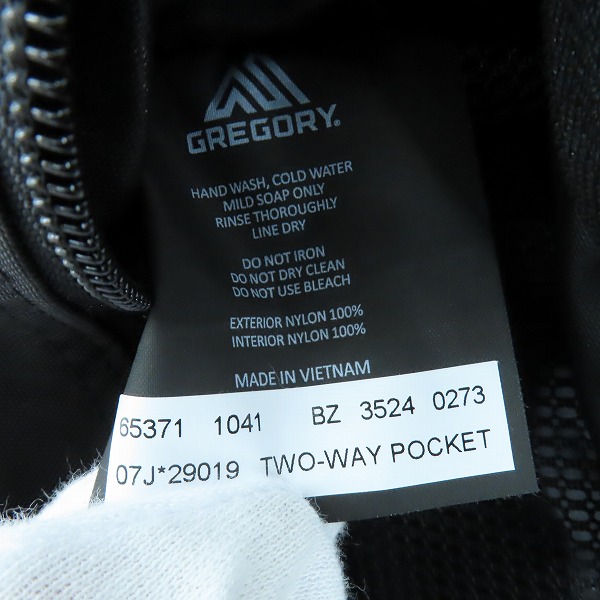 GREGORY.
HAND WASH, COLD WATER
MILD SOAP ONLY
RINSE THOROUGHLY
LINE DRY
DO NOT IRON
DO NOT DRY CLEAN
DO NOT USE BLEACH
EXTERIOR NYLON 100%
INTERIOR NYLON 100%
MADE IN VIETNAM
65371 1041 BZ 3524 0273
07J*29019 TWO-WAY POCKET